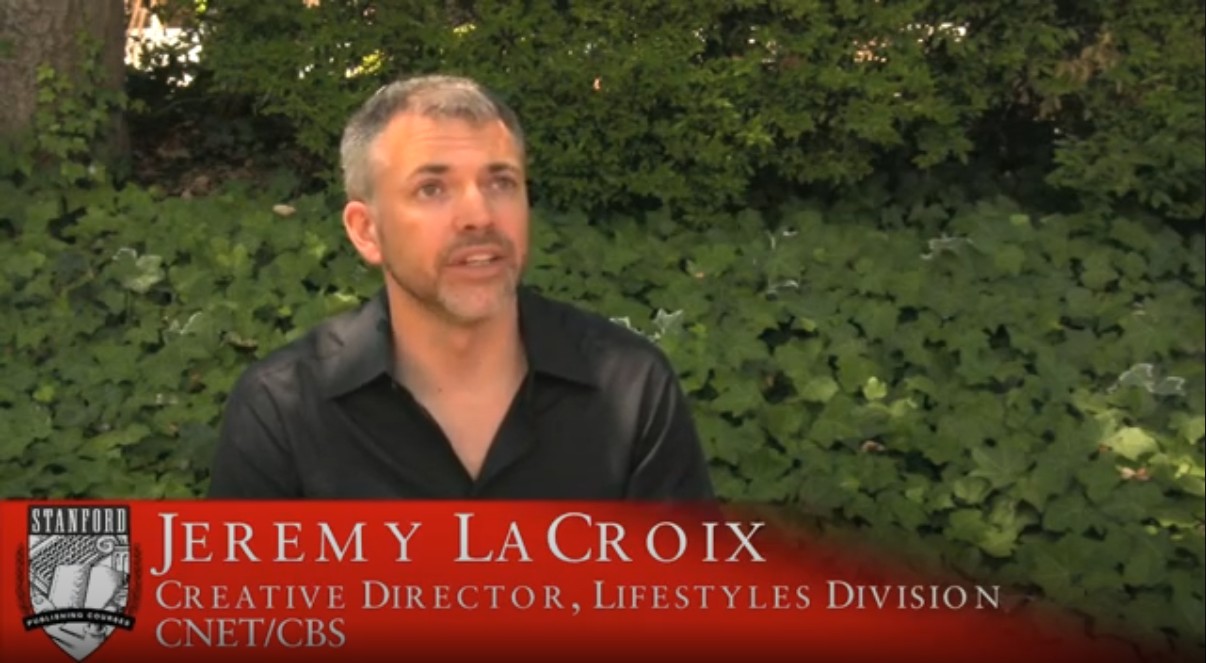 STANFORD
PUBLISHING COURSES
JEREMY LACROIX
CREATIVE DIRECTOR, LIFESTYLES DIVISION
CNET/CBS